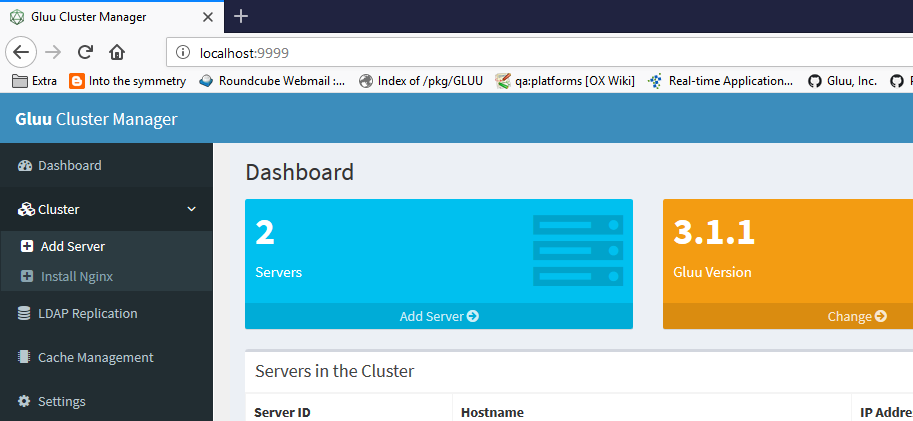 Gluu Cluster Manager
localhost:9999
Extra Into the symmetry Roundcube Webmail :... Index of /pkg/GLUU qa:platforms [OX Wiki] Real-time Application... Gluu, Inc.
Gluu Cluster Manager
Dashboard
Cluster
Add Server
Install Nginx
LDAP Replication
Cache Management
Settings
Dashboard
2
Servers
Add Server
3.1.1
Gluu Version
Change
Servers in the Cluster
Server ID Hostname IP Addre